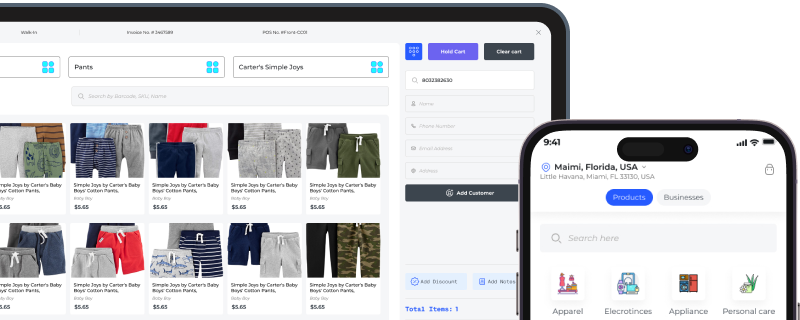 Walk-in
Invoice No. # 3467589
POS No. #Front-CC01
Hold Cart
Clear cart
Pants
Carter's Simple Joys
8032382630
Search by Barcode, SKU, Name
Name
Phone Number
Email Address
Address
Add Customer
Simple Joys by Carter's Baby
Boys' Cotton Pants,
Baby Boy
$5.65
Simple Joys by Carter's Baby
Boys' Cotton Pants,
Baby Boy
$5.65
Simple Joys by Carter's Baby
Boys' Cotton Pants,
Baby Boy
$5.65
Simple Joys by Carter's Baby
Boys' Cotton Pants,
Baby Boy
$5.65
Simple Joys by Carter's Baby
Boys' Cotton Pants,
Baby Boy
$5.65
Simple Joys by Carter's Baby
Boys' Cotton Pants,
Baby Boy
$5.65
Simple Joys by Carter's Baby
Boys' Cotton Pants,
Baby Boy
$5.65
Simple Joys by Carter's Baby
Boys' Cotton Pants,
Baby Boy
$5.65
Simple Joys by Carter's Baby
Boys' Cotton Pants,
Baby Boy
$5.65
Simple Joys by Carter's Baby
Boys' Cotton Pants,
Baby Boy
$5.65
Add Discount
Add Notes
Total Items: 1
9:41
Maimi, Florida, USA
Little Havana, Miami, FL 33130, USA
Products
Businesses
Search here
Apparel
Elecrotinces
Appliance
Personal care